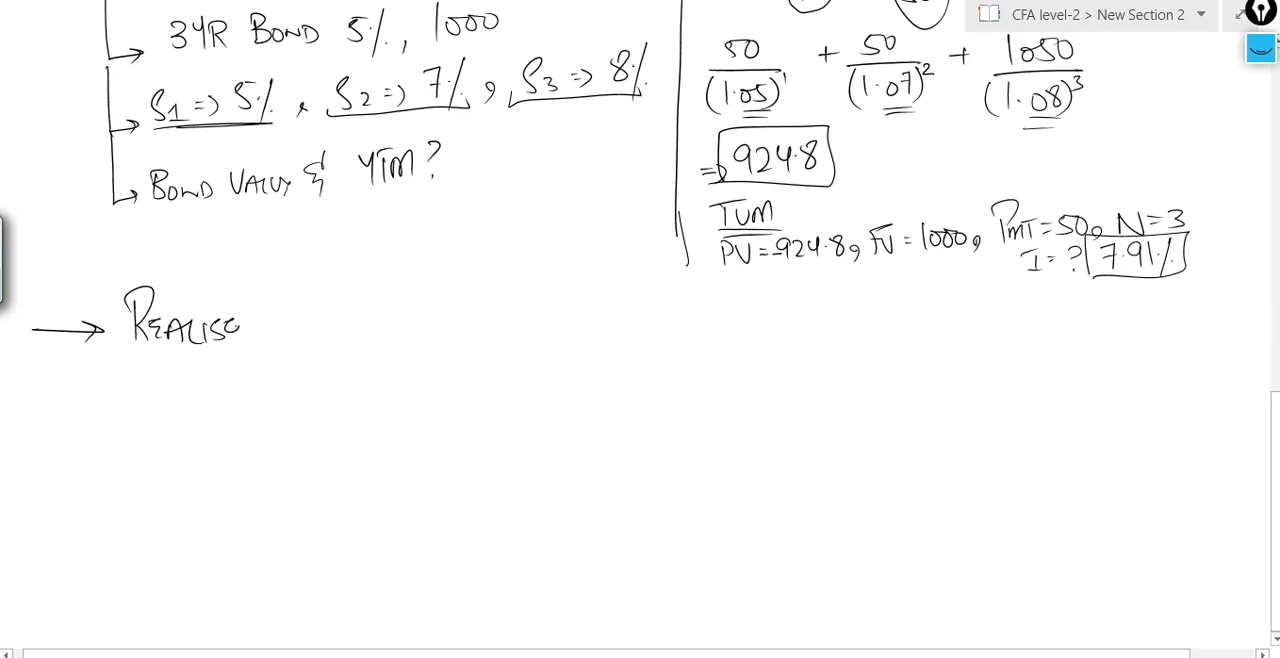 CFA level-2 > New Section 2
3YR BOND 5%, 1000
S1 => 5%, S2 => 7%, S3 => 8%
BOND VALUE & YTM?
50/(1.05)^1 + 50/(1.07)^2 + 1050/(1.08)^3
=> 924.8
TVM
PV = -924.8, FV = 1000, PMT = 50, N = 3
I = ? 7.91%
→ REALISE